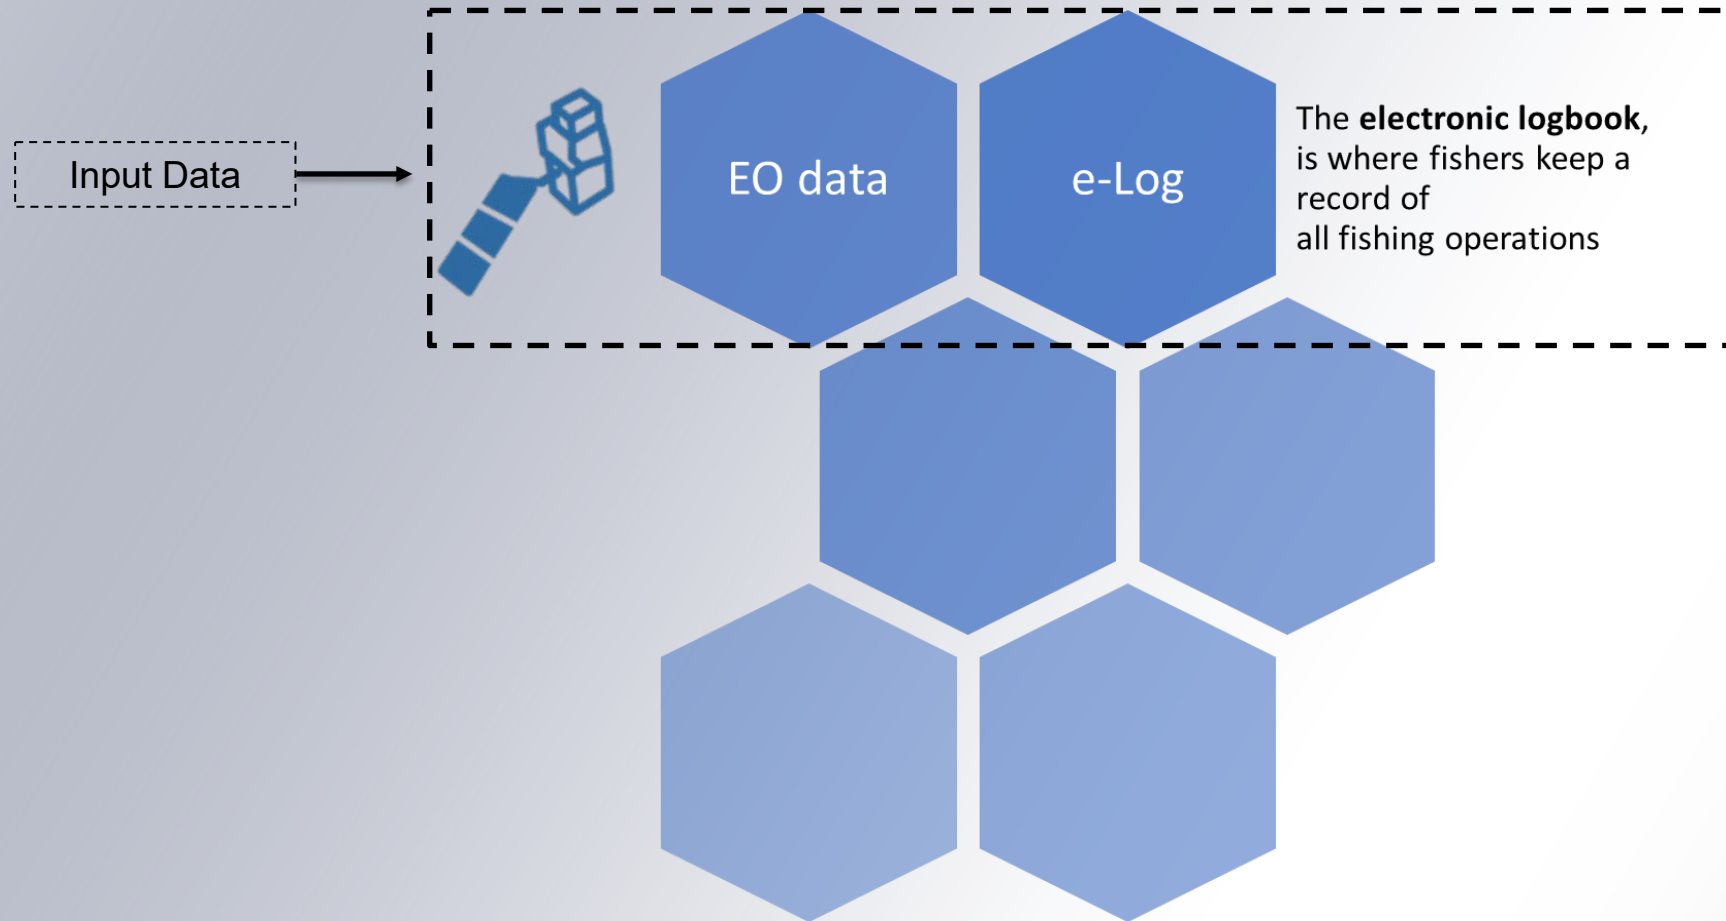 Input Data
EO data
e-Log
The electronic logbook,
is where fishers keep a
record of
all fishing operations